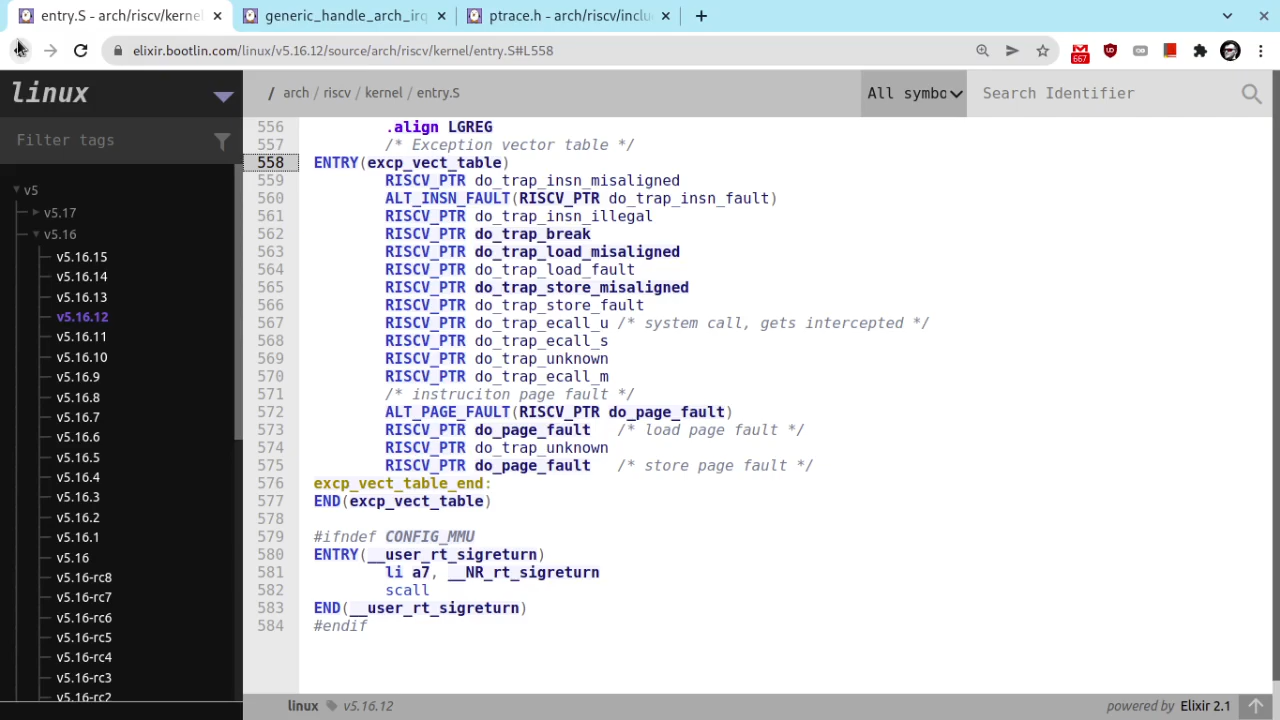 entry.S - arch/riscv/kernel
generic_handle_arch_irq
ptrace.h - arch/riscv/inclu
elixir.bootlin.com/linux/v5.16.12/source/arch/riscv/kernel/entry.S#L558
667
linux
/ arch / riscv / kernel / entry.S
All symbo
Search Identifier
Filter tags
v5
v5.17
v5.16
v5.16.15
v5.16.14
v5.16.13
v5.16.12
v5.16.11
v5.16.10
v5.16.9
v5.16.8
v5.16.7
v5.16.6
v5.16.5
v5.16.4
v5.16.3
v5.16.2
v5.16.1
v5.16
v5.16-rc8
v5.16-rc7
v5.16-rc6
v5.16-rc5
v5.16-rc4
v5.16-rc3
v5.16-rc2
556 .align LGREG
557 /* Exception vector table */
558 ENTRY(excp_vect_table)
559 RISCV_PTR do_trap_insn_misaligned
560 ALT_INSN_FAULT(RISCV_PTR do_trap_insn_fault)
561 RISCV_PTR do_trap_insn_illegal
562 RISCV_PTR do_trap_break
563 RISCV_PTR do_trap_load_misaligned
564 RISCV_PTR do_trap_load_fault
565 RISCV_PTR do_trap_store_misaligned
566 RISCV_PTR do_trap_store_fault
567 RISCV_PTR do_trap_ecall_u /* system call, gets intercepted */
568 RISCV_PTR do_trap_ecall_s
569 RISCV_PTR do_trap_unknown
570 RISCV_PTR do_trap_ecall_m
571 /* instruciton page fault */
572 ALT_PAGE_FAULT(RISCV_PTR do_page_fault)
573 RISCV_PTR do_page_fault /* load page fault */
574 RISCV_PTR do_trap_unknown
575 RISCV_PTR do_page_fault /* store page fault */
576 excp_vect_table_end:
577 END(excp_vect_table)
578
579 #ifndef CONFIG_MMU
580 ENTRY(__user_rt_sigreturn)
581 li a7, __NR_rt_sigreturn
582 scall
583 END(__user_rt_sigreturn)
584 #endif
linux v5.16.12
powered by Elixir 2.1